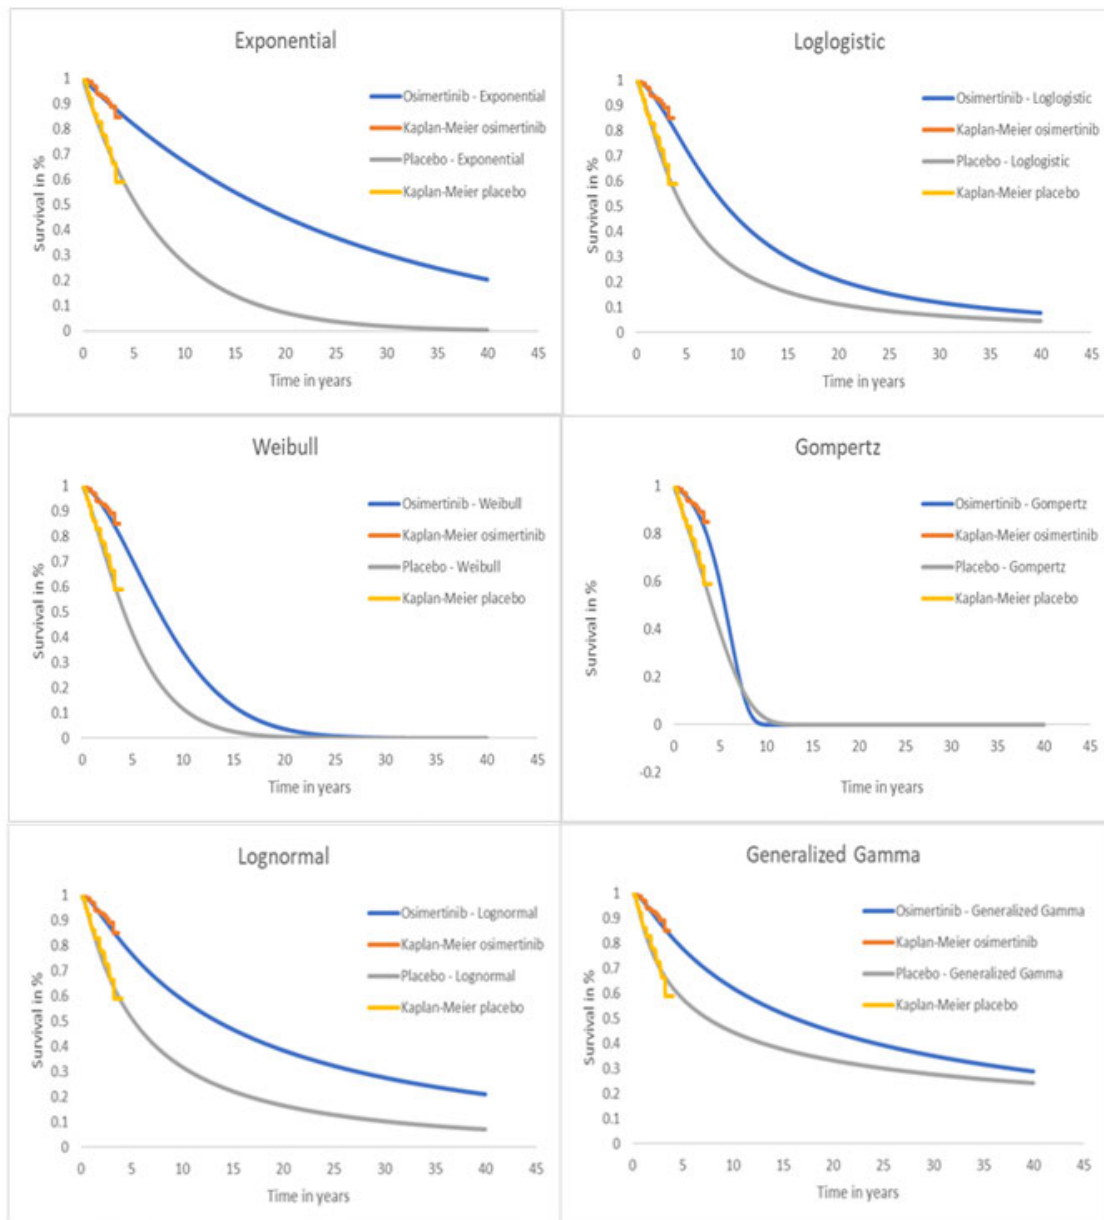 Exponential
Survival in %
1
0.9
0.8
0.7
0.6
0.5
0.4
0.3
0.2
0.1
0
0 5 10 15 20 25 30 35 40 45
Time in years
Osimertinib - Exponential
Kaplan-Meier osimertinib
Placebo - Exponential
Kaplan-Meier placebo
Loglogistic
Survival in %
1
0.9
0.8
0.7
0.6
0.5
0.4
0.3
0.2
0.1
0
0 5 10 15 20 25 30 35 40 45
Time in years
Osimertinib - Loglogistic
Kaplan-Meier osimertinib
Placebo - Loglogistic
Kaplan-Meier placebo
Weibull
Survival in %
1
0.9
0.8
0.7
0.6
0.5
0.4
0.3
0.2
0.1
0
0 5 10 15 20 25 30 35 40 45
Time in years
Osimertinib - Weibull
Kaplan-Meier osimertinib
Placebo - Weibull
Kaplan-Meier placebo
Gompertz
Survival in %
1
0.8
0.6
0.4
0.2
0
-0.2
0 5 10 15 20 25 30 35 40 45
Time in years
Osimertinib - Gompertz
Kaplan-Meier osimertinib
Placebo - Gompertz
Kaplan-Meier placebo
Lognormal
Survival in %
1
0.9
0.8
0.7
0.6
0.5
0.4
0.3
0.2
0.1
0
0 5 10 15 20 25 30 35 40 45
Time in years
Osimertinib - Lognormal
Kaplan-Meier osimertinib
Placebo - Lognormal
Kaplan-Meier placebo
Generalized Gamma
Survival in %
1
0.9
0.8
0.7
0.6
0.5
0.4
0.3
0.2
0.1
0
0 5 10 15 20 25 30 35 40 45
Time in years
Osimertinib - Generalized Gamma
Kaplan-Meier osimertinib
Placebo - Generalized Gamma
Kaplan-Meier placebo